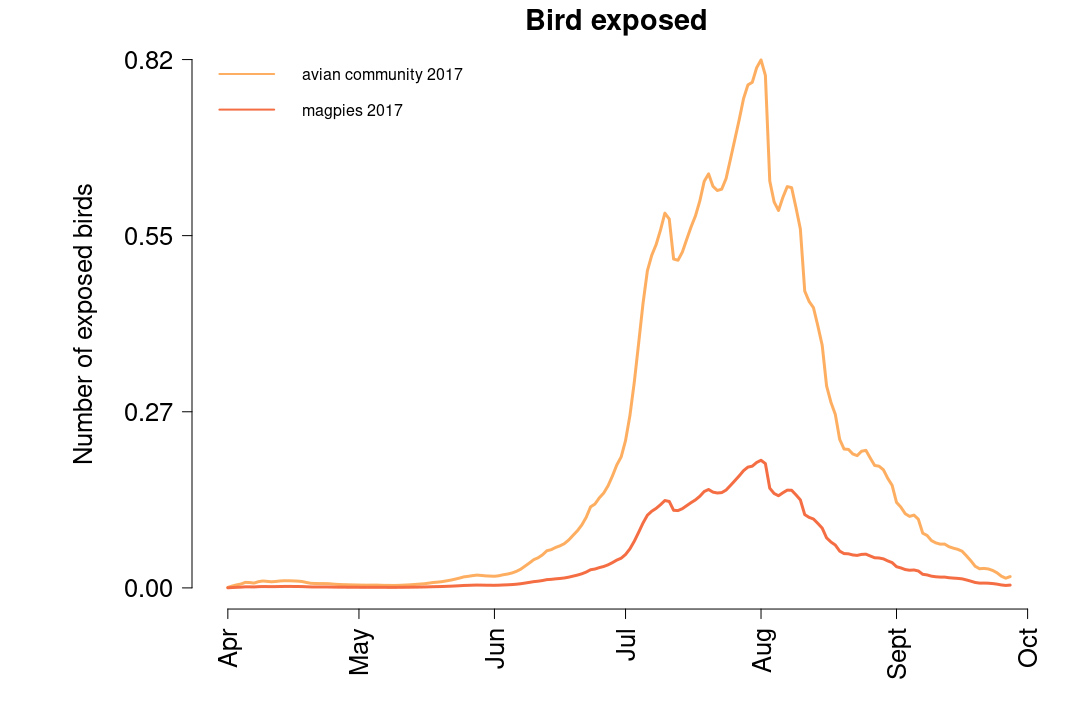 Bird exposed
avian community 2017
magpies 2017
Number of exposed birds
0.82
0.55
0.27
0.00
Apr
May
Jun
Jul
Aug
Sept
Oct